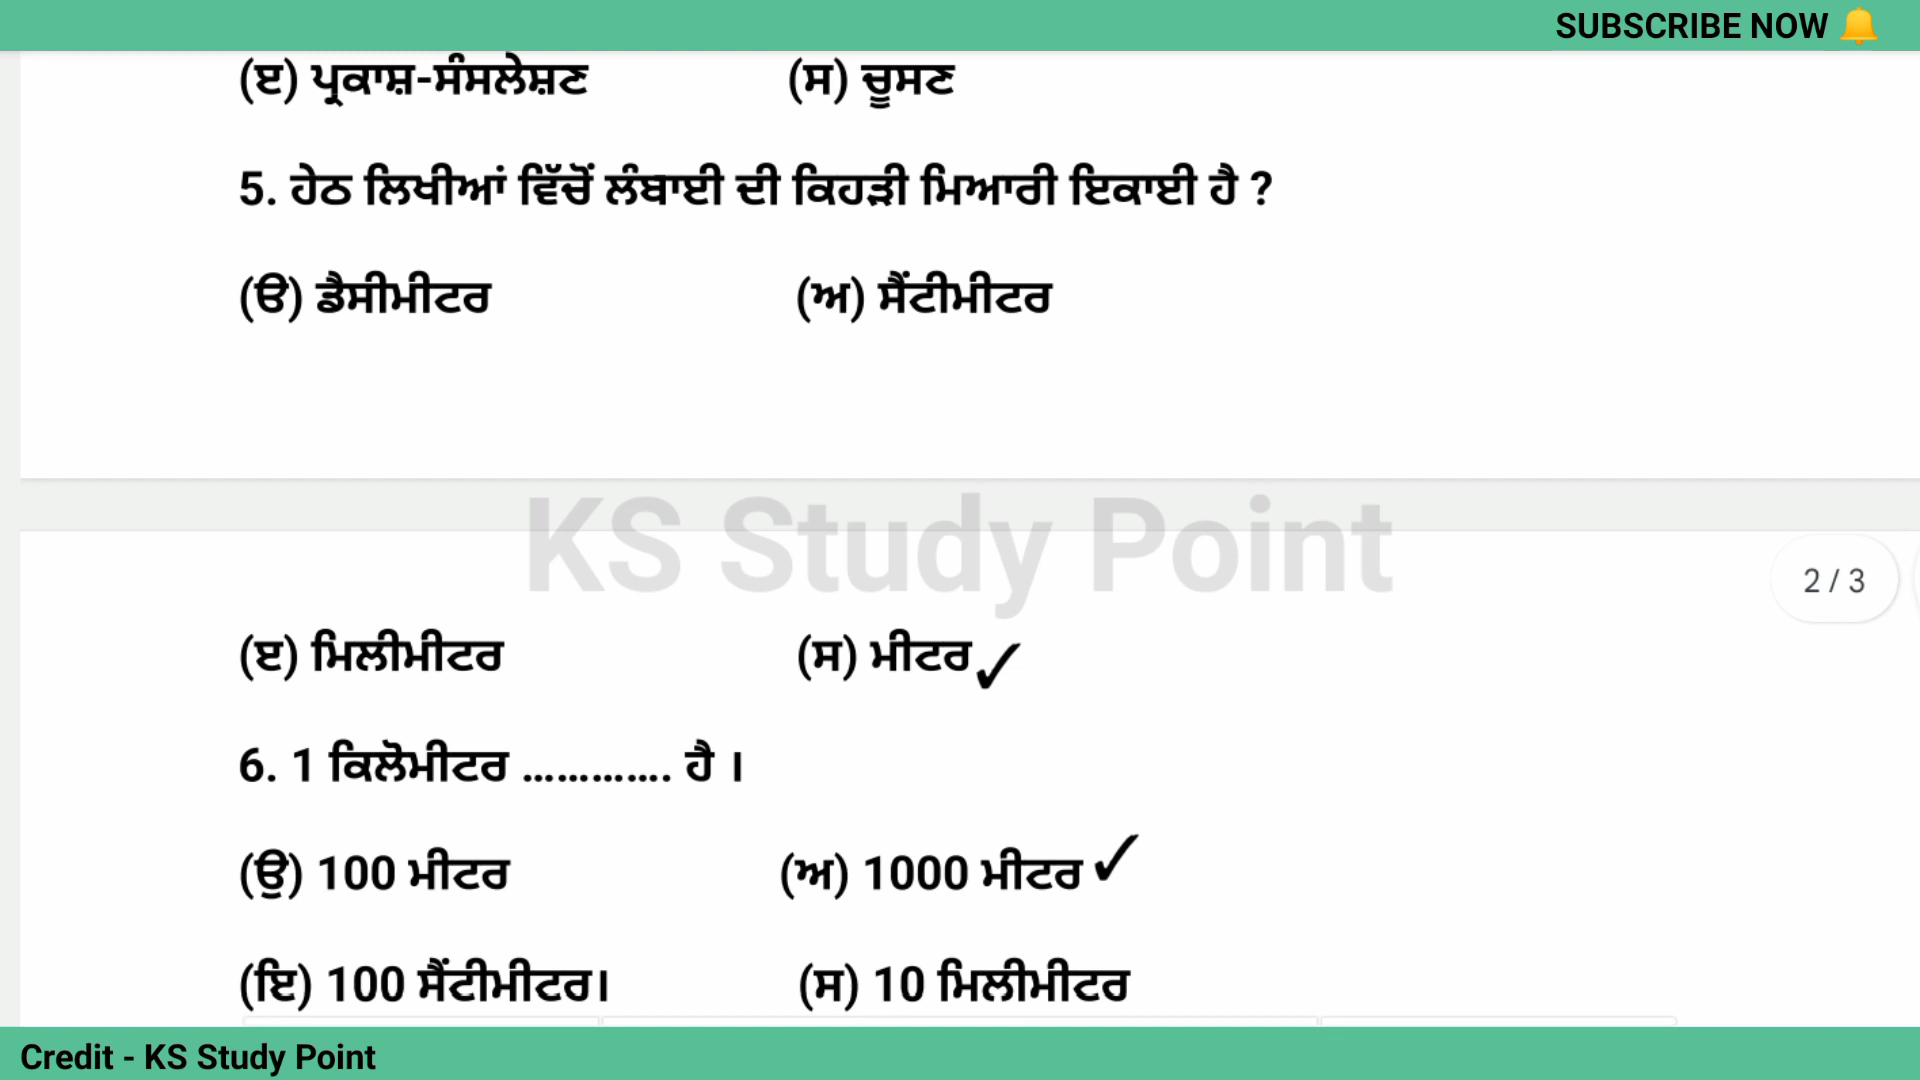 SUBSCRIBE NOW 🔔
(ੲ) ਪ੍ਰਕਾਸ਼-ਸੰਸਲੇਸ਼ਣ (ਸ) ਚੂਸਣ
5. ਹੇਠ ਲਿਖੀਆਂ ਵਿੱਚੋਂ ਲੰਬਾਈ ਦੀ ਕਿਹੜੀ ਮਿਆਰੀ ਇਕਾਈ ਹੈ ?
(ੳ) ਡੈਸੀਮੀਟਰ (ਅ) ਸੈਂਟੀਮੀਟਰ
KS Study Point
2 / 3
(ੲ) ਮਿਲੀਮੀਟਰ (ਸ) ਮੀਟਰ ✓
6. 1 ਕਿਲੋਮੀਟਰ ............. ਹੈ ।
(ਉ) 100 ਮੀਟਰ (ਅ) 1000 ਮੀਟਰ ✓
(ਇ) 100 ਸੈਂਟੀਮੀਟਰ। (ਸ) 10 ਮਿਲੀਮੀਟਰ
Credit - KS Study Point